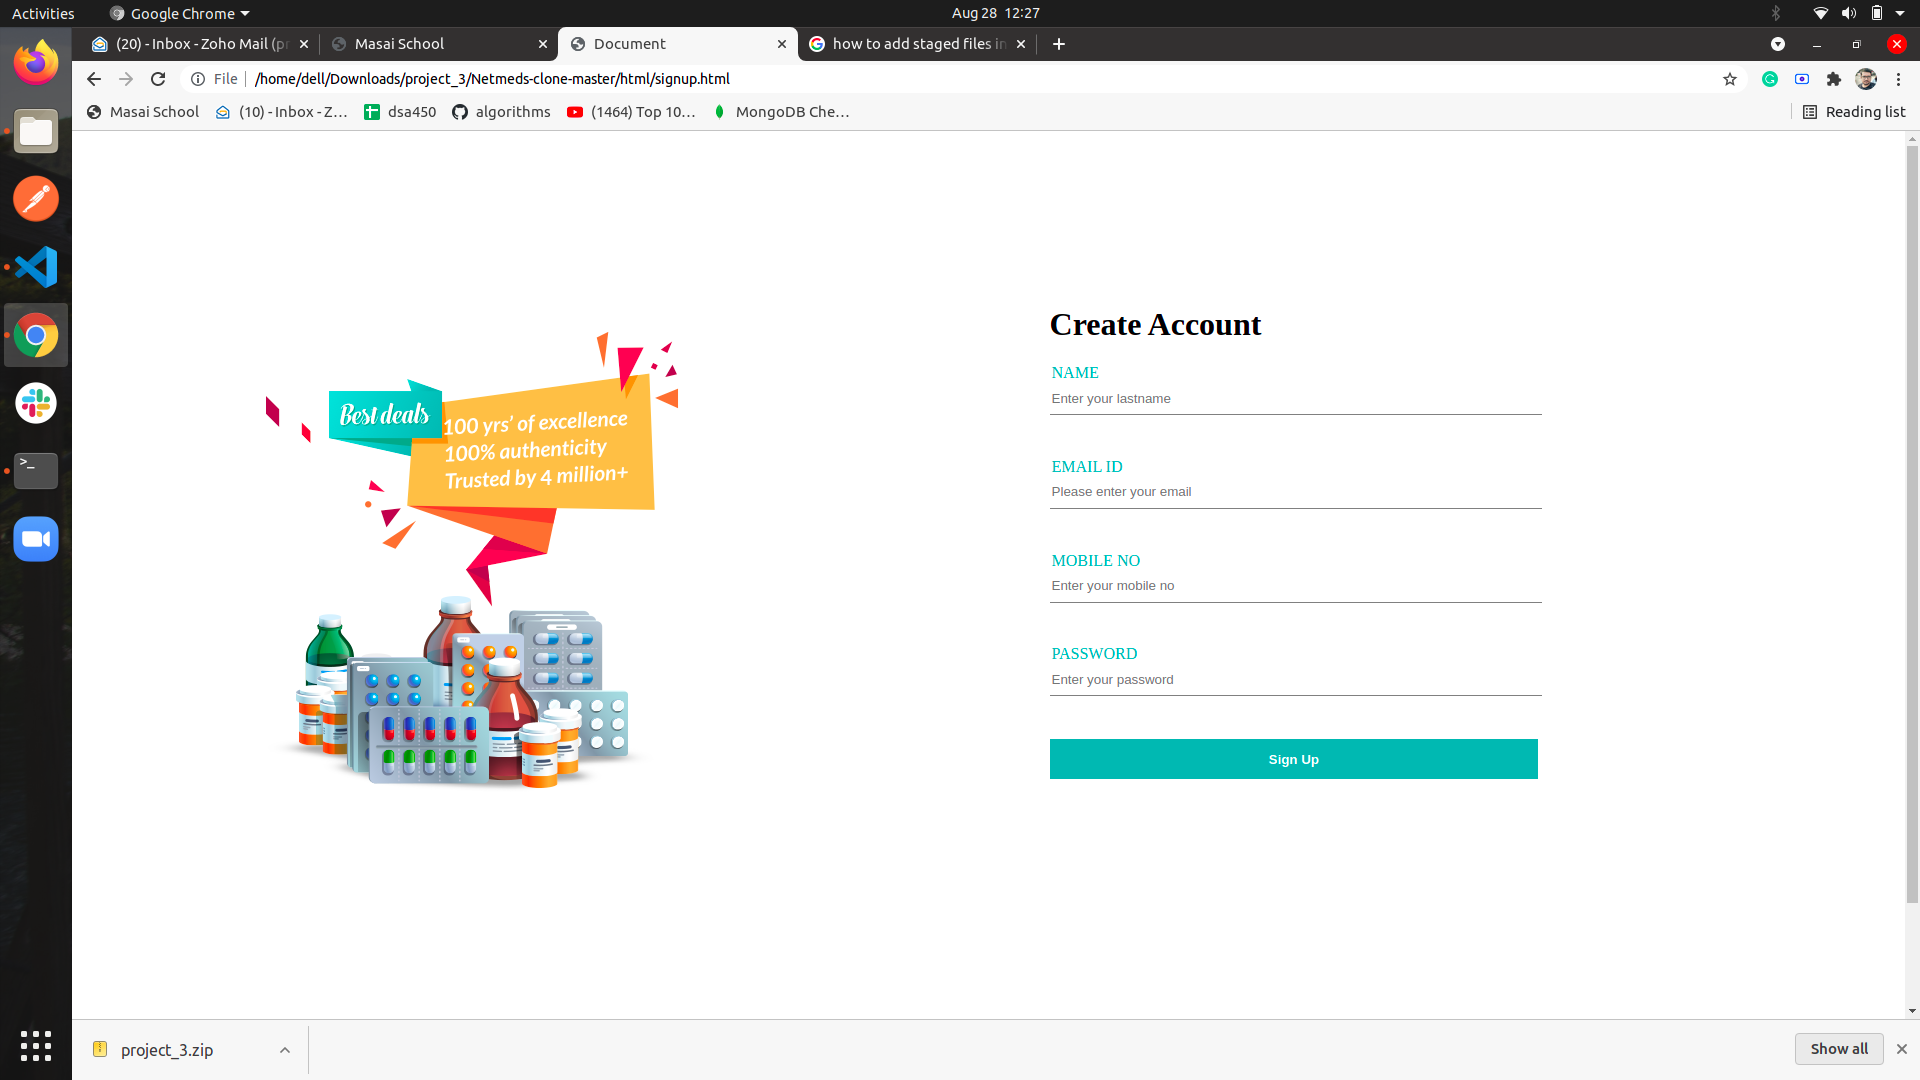 Activities
Google Chrome
Aug 28 12:27
(20) - Inbox - Zoho Mail (pr
Masai School
Document
how to add staged files in
File
/home/dell/Downloads/project_3/Netmeds-clone-master/html/signup.html
Masai School
(10) - Inbox - Z...
dsa450
algorithms
(1464) Top 10...
MongoDB Che...
Reading list
Best deals
100 yrs' of excellence
100% authenticity
Trusted by 4 million+
Create Account
NAME
Enter your lastname
EMAIL ID
Please enter your email
MOBILE NO
Enter your mobile no
PASSWORD
Enter your password
Sign Up
project_3.zip
Show all